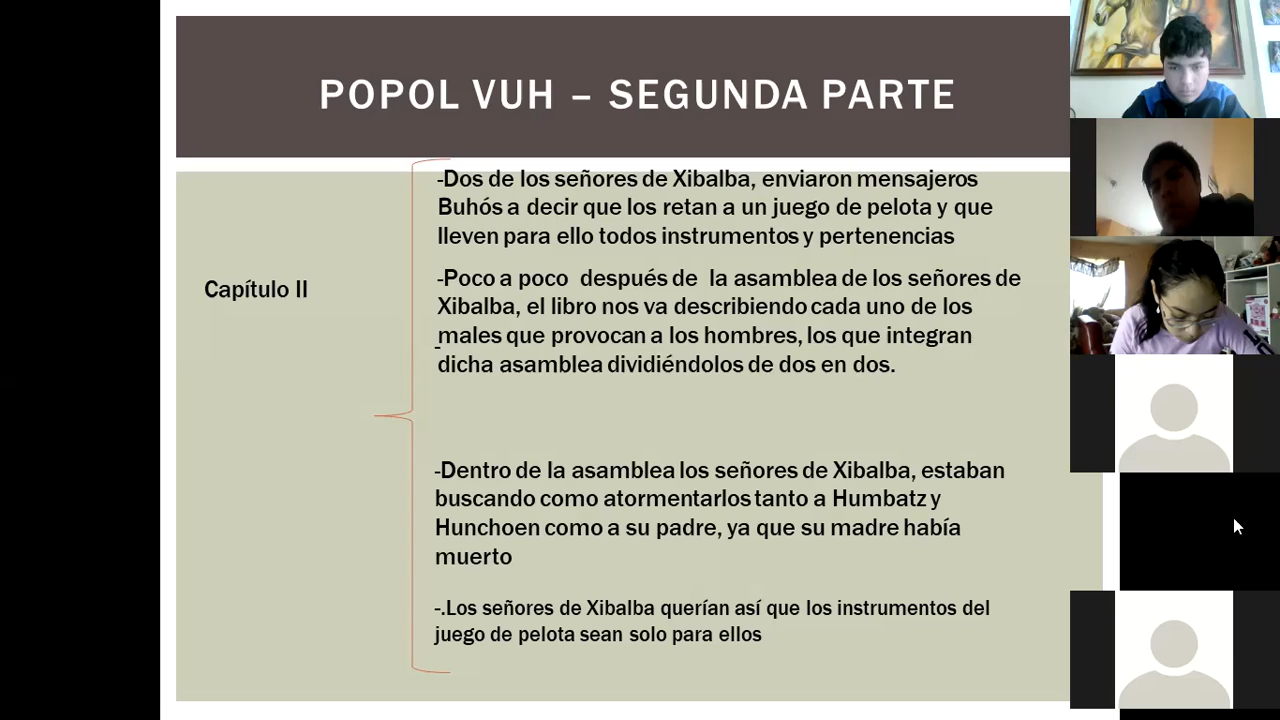 POPOL VUH – SEGUNDA PARTE
Capítulo II
-Dos de los señores de Xibalba, enviaron mensajeros
Buhós a decir que los retan a un juego de pelota y que
lleven para ello todos instrumentos y pertenencias
-Poco a poco después de la asamblea de los señores de
Xibalba, el libro nos va describiendo cada uno de los
males que provocan a los hombres, los que integran
-
dicha asamblea dividiéndolos de dos en dos.
-Dentro de la asamblea los señores de Xibalba, estaban
buscando como atormentarlos tanto a Humbatz y
Hunchoen como a su padre, ya que su madre había
muerto
-.Los señores de Xibalba querían así que los instrumentos del
juego de pelota sean solo para ellos